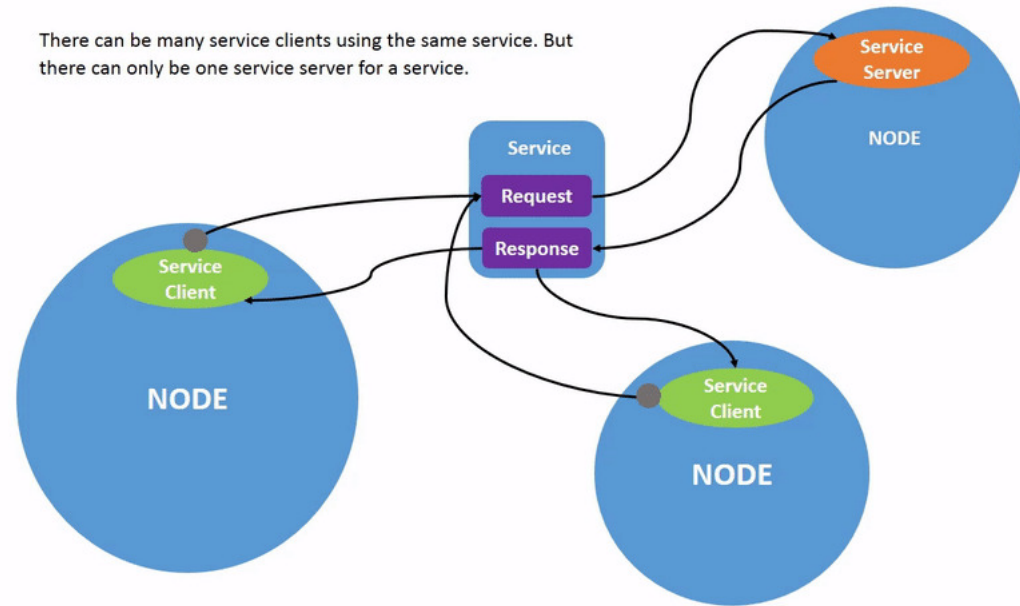 There can be many service clients using the same service. But
there can only be one service server for a service.
Service
Server
NODE
Service
Request
Response
Service
Client
NODE
Service
Client
NODE